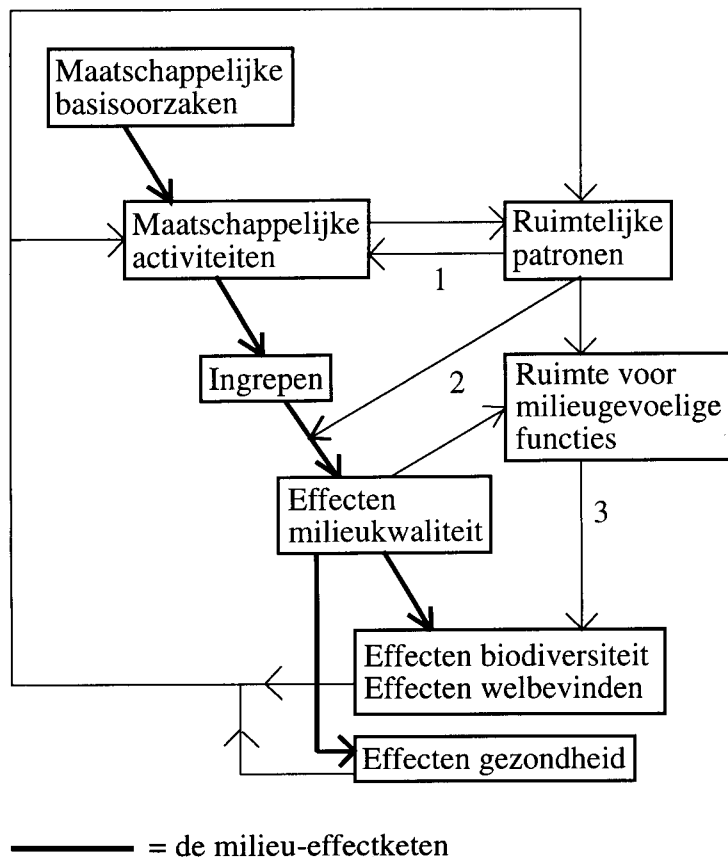 Maatschappelijke
basisoorzaken
Maatschappelijke
activiteiten
Ruimtelijke
patronen
1
Ingrepen
2
Ruimte voor
milieugevoelige
functies
Effecten
milieukwaliteit
3
Effecten biodiversiteit
Effecten welbevinden
Effecten gezondheid
= de milieu-effectketen